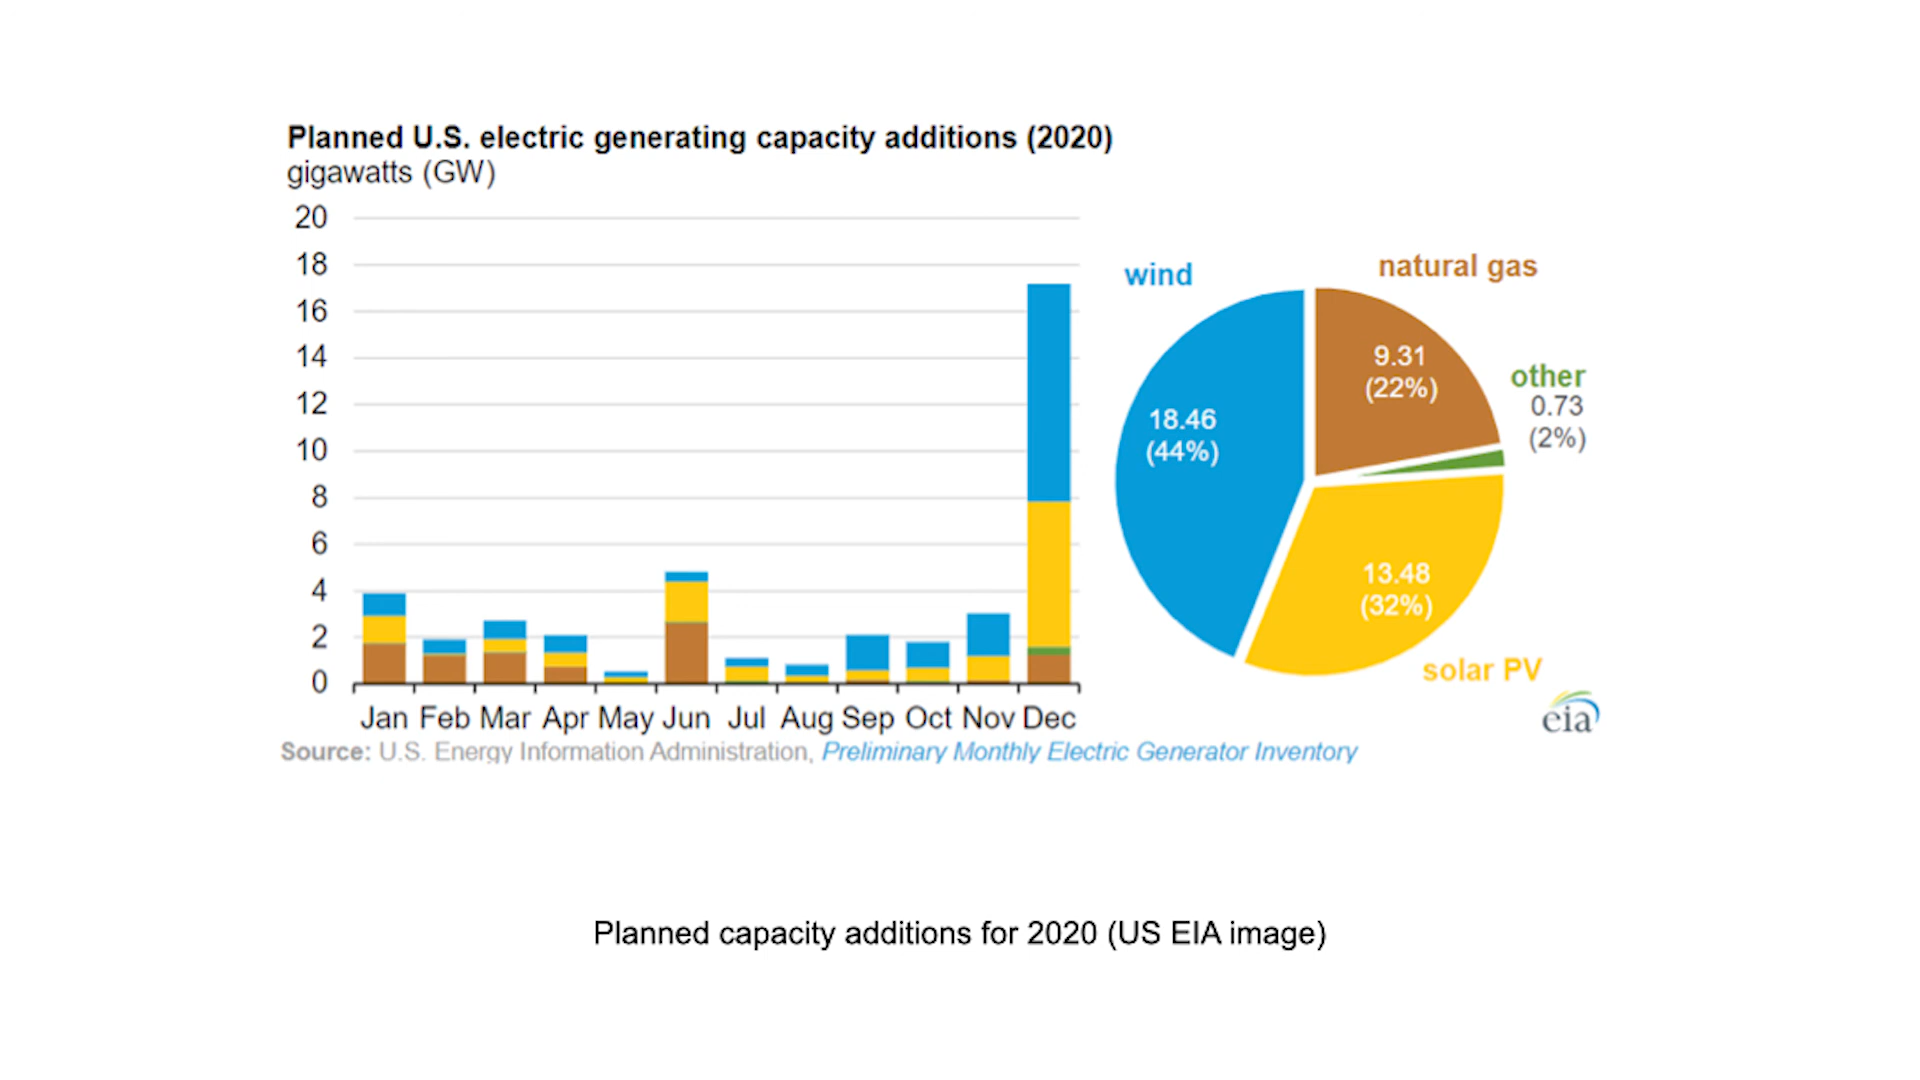 Planned U.S. electric generating capacity additions (2020)
gigawatts (GW)
20
18
16
14
12
10
8
6
4
2
0
Jan Feb Mar Apr May Jun Jul Aug Sep Oct Nov Dec
wind
18.46
(44%)
natural gas
9.31
(22%)
other
0.73
(2%)
13.48
(32%)
solar PV
eia
Source: U.S. Energy Information Administration, Preliminary Monthly Electric Generator Inventory
Planned capacity additions for 2020 (US EIA image)